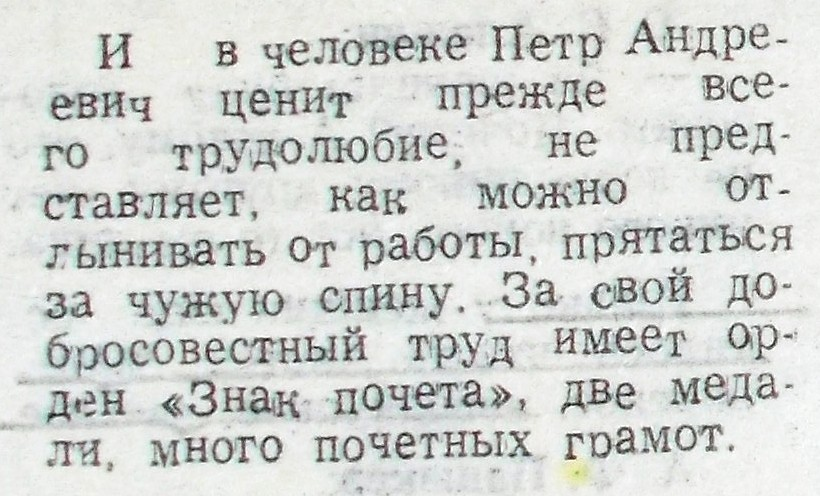 И в человеке Петр Андре-
евич ценит прежде все-
го трудолюбие, не пред-
ставляет, как можно от-
лынивать от работы, прятаться
за чужую спину. За свой до-
бросовестный труд имеет ор-
ден «Знак почета», две меда-
ли, много почетных грамот.